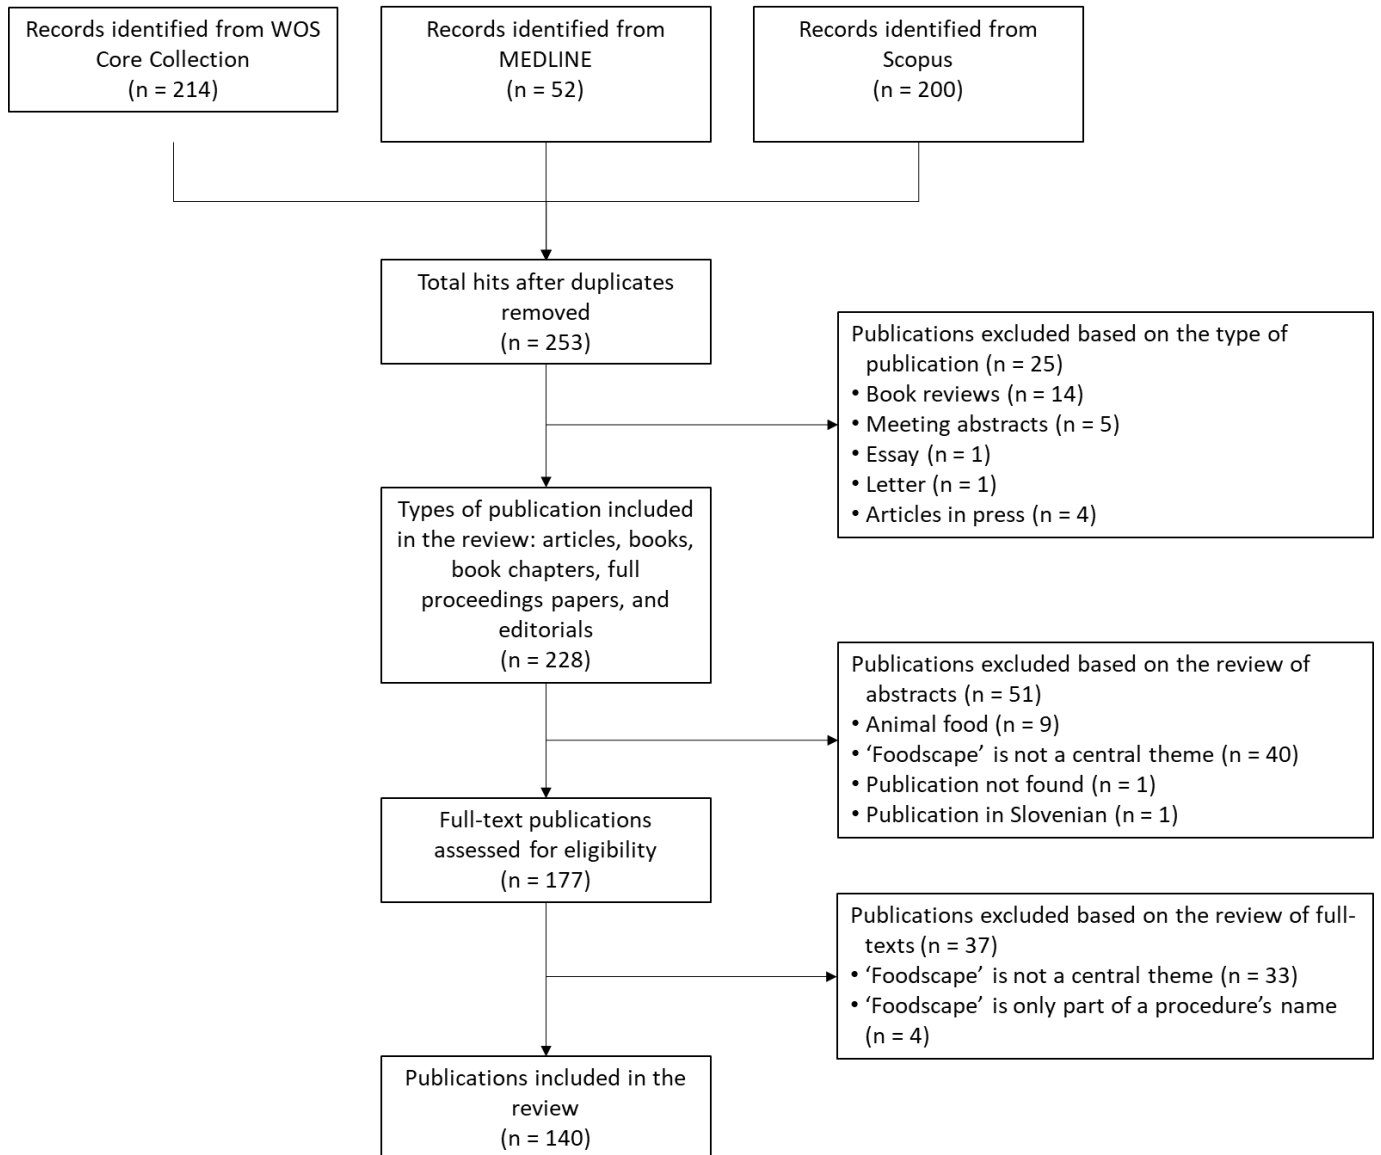 Records identified from WOS
Core Collection
(n = 214)
Records identified from
MEDLINE
(n = 52)
Records identified from
Scopus
(n = 200)
Total hits after duplicates
removed
(n = 253)
Publications excluded based on the type of
publication (n = 25)
• Book reviews (n = 14)
• Meeting abstracts (n = 5)
• Essay (n = 1)
• Letter (n = 1)
• Articles in press (n = 4)
Types of publication included
in the review: articles, books,
book chapters, full
proceedings papers, and
editorials
(n = 228)
Publications excluded based on the review of
abstracts (n = 51)
• Animal food (n = 9)
• ‘Foodscape’ is not a central theme (n = 40)
• Publication not found (n = 1)
• Publication in Slovenian (n = 1)
Full-text publications
assessed for eligibility
(n = 177)
Publications excluded based on the review of full-
texts (n = 37)
• ‘Foodscape’ is not a central theme (n = 33)
• ‘Foodscape’ is only part of a procedure’s name
(n = 4)
Publications included in the
review
(n = 140)